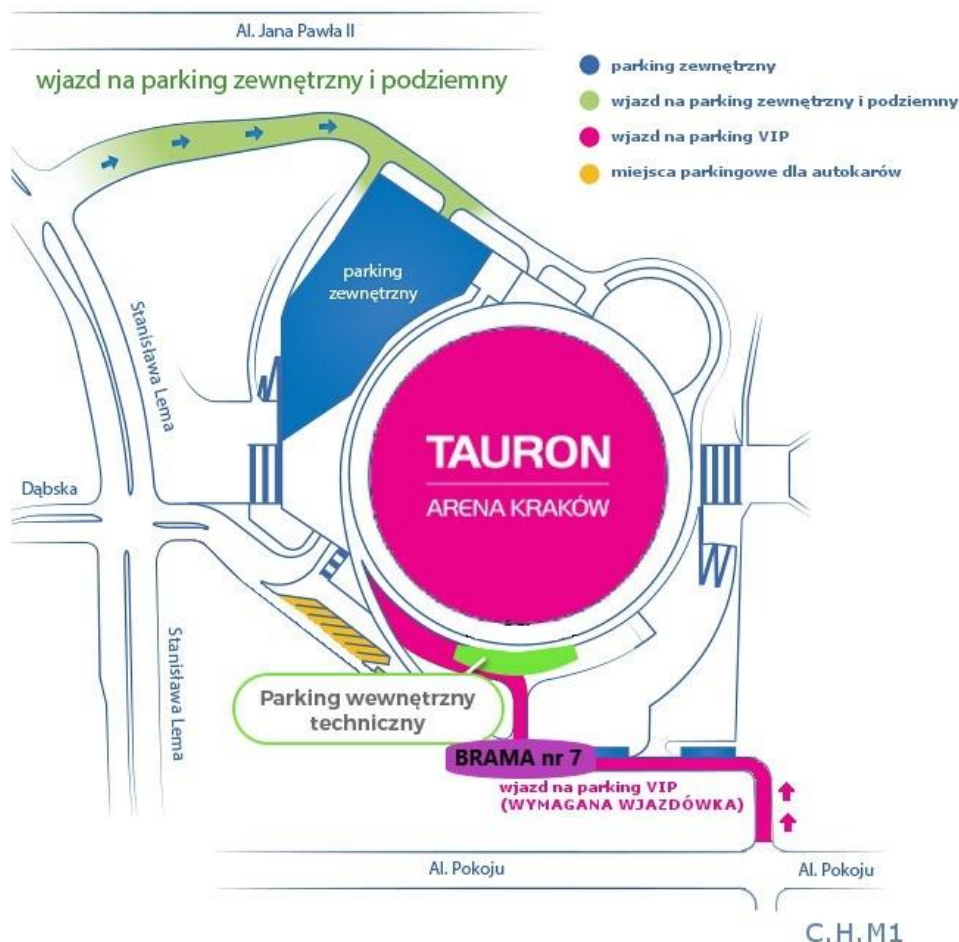 Al. Jana Pawła II
wjazd na parking zewnętrzny i podziemny
parking zewnętrzny
wjazd na parking zewnętrzny i podziemny
wjazd na parking VIP
miejsca parkingowe dla autokarów
parking
zewnętrzny
Stanisława Lema
TAURON
ARENA KRAKÓW
Dąbska
Stanisława Lema
Parking wewnętrzny
techniczny
BRAMA nr 7
wjazd na parking VIP
(WYMAGANA WJAZDÓWKA)
Al. Pokoju
Al. Pokoju
C.H.M1